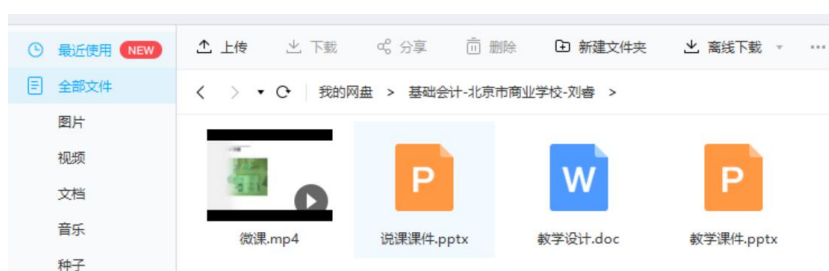 最近使用 NEW
全部文件
图片
视频
文档
音乐
种子
上传 下载 分享 删除 新建文件夹 离线下载
我的网盘 > 基础会计-北京市商业学校-刘睿 >
P W P
微课.mp4 说课课件.pptx 教学设计.doc 教学课件.pptx